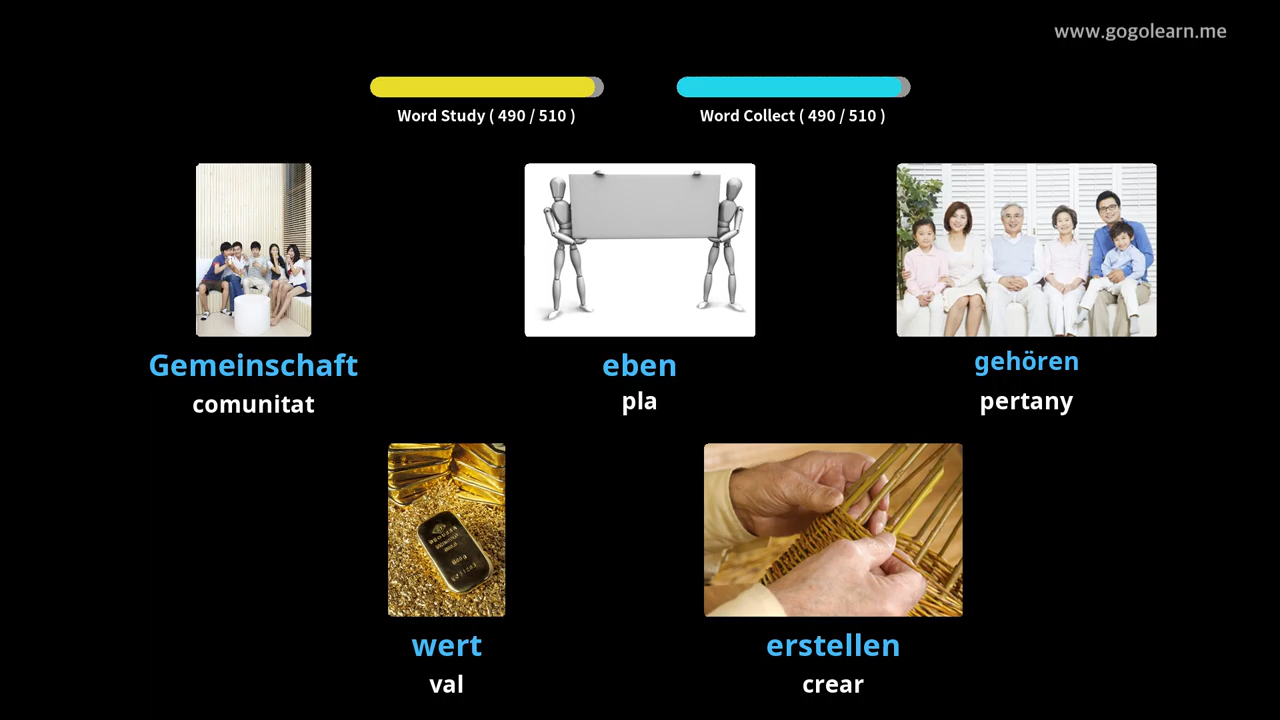 www.gogolearn.me
Word Study ( 490 / 510 )
Word Collect ( 490 / 510 )
Gemeinschaft
comunitat
eben
pla
gehören
pertany
wert
val
erstellen
crear